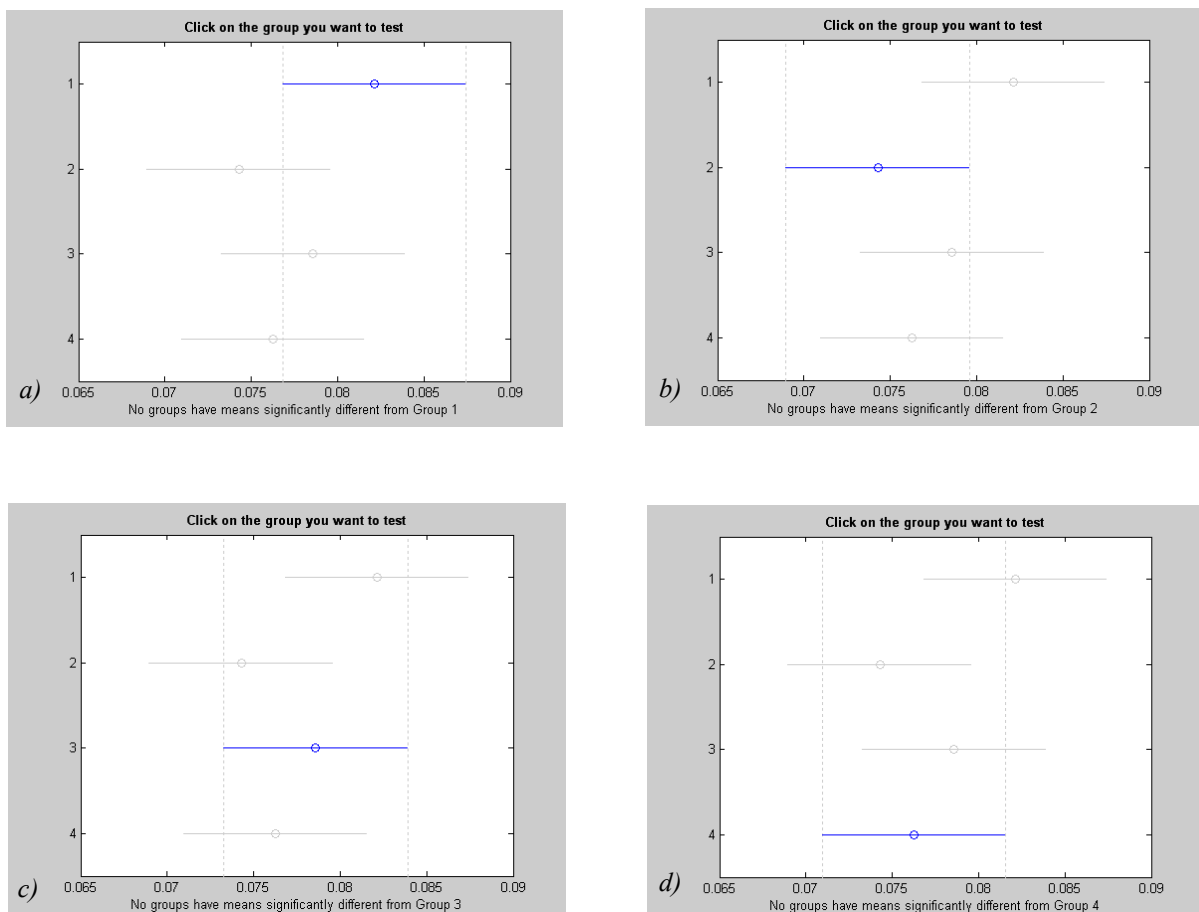 Click on the group you want to test
1
2
3
4
0.065 0.07 0.075 0.08 0.085 0.09
No groups have means significantly different from Group 1
a)
Click on the group you want to test
1
2
3
4
0.065 0.07 0.075 0.08 0.085 0.09
No groups have means significantly different from Group 2
b)
Click on the group you want to test
1
2
3
4
0.065 0.07 0.075 0.08 0.085 0.09
No groups have means significantly different from Group 3
c)
Click on the group you want to test
1
2
3
4
0.065 0.07 0.075 0.08 0.085 0.09
No groups have means significantly different from Group 4
d)